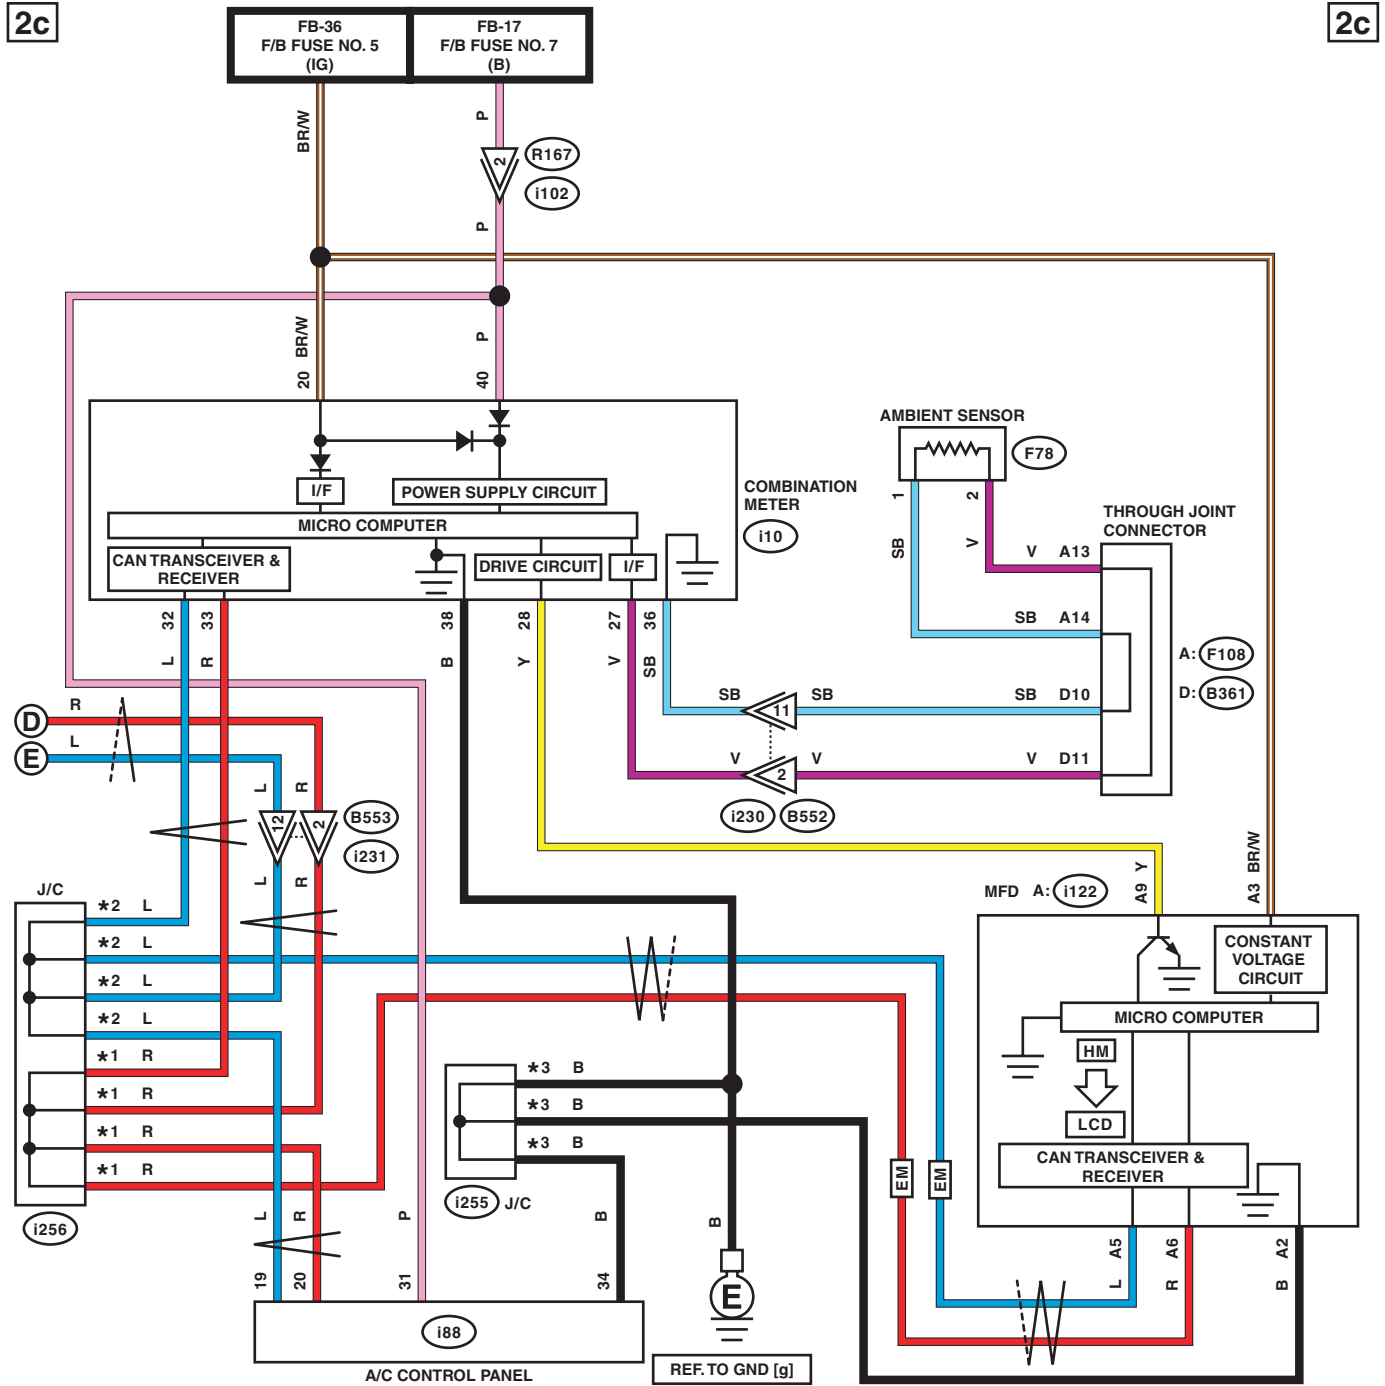 2c
2c
FB-36
F/B FUSE NO. 5
(IG)
FB-17
F/B FUSE NO. 7
(B)
BR/W
P
2
R167
i102
P
BR/W
P
20
40
I/F
POWER SUPPLY CIRCUIT
MICRO COMPUTER
CAN TRANSCEIVER &
RECEIVER
DRIVE CIRCUIT
I/F
COMBINATION
METER
i10
AMBIENT SENSOR
F78
1
2
SB
V
THROUGH JOINT
CONNECTOR
V A13
SB A14
SB D10
V D11
A: F108
D: B361
32
33
38
28
27
36
L
R
B
Y
V
SB
SB
11
SB
V
2
V
i230
B552
D
R
E
L
L
R
12
2
B553
i231
L
R
J/C
*2 L
*2 L
*2 L
*2 L
*1 R
*1 R
*1 R
*1 R
i256
*3 B
*3 B
*3 B
i255 J/C
L
R
P
B
B
19
20
31
34
i88
A/C CONTROL PANEL
E
REF. TO GND [g]
MFD A: i122
A9 Y
A3 BR/W
CONSTANT
VOLTAGE
CIRCUIT
MICRO COMPUTER
HM
LCD
CAN TRANSCEIVER &
RECEIVER
EM
EM
A5
A6
A2
L
R
B